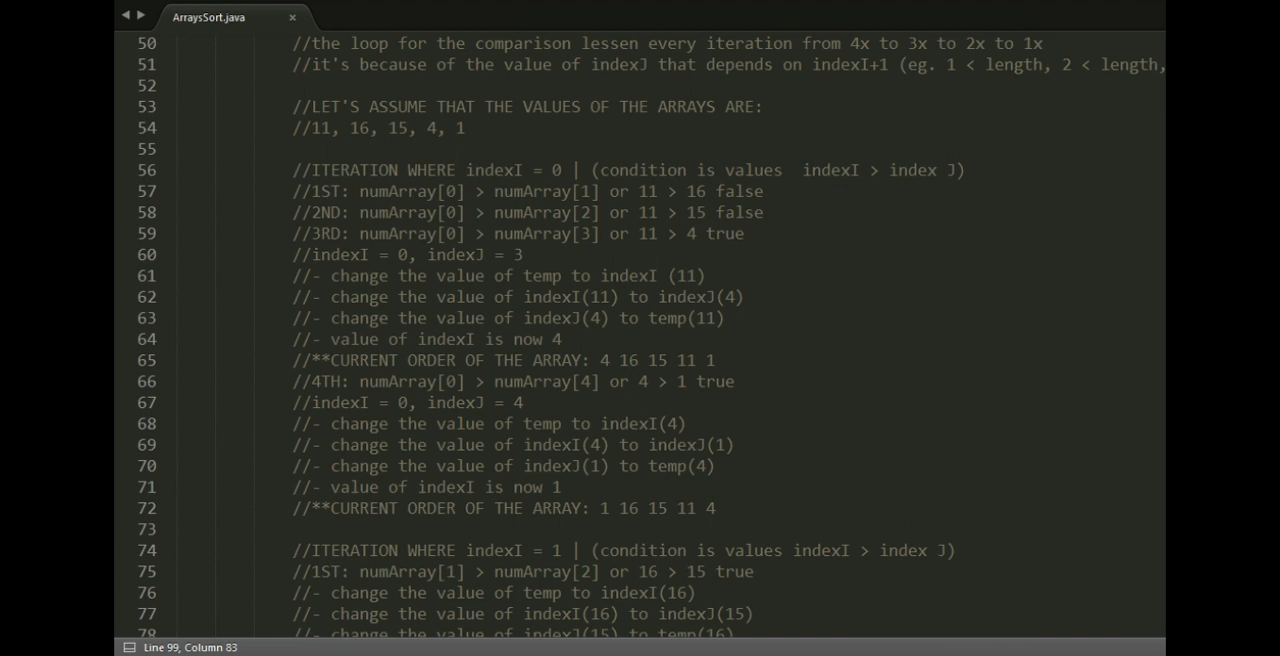 ArraysSort.java ×
50 //the loop for the comparison lessen every iteration from 4x to 3x to 2x to 1x
51 //it's because of the value of indexJ that depends on indexI+1 (eg. 1 < length, 2 < length,
52
53 //LET'S ASSUME THAT THE VALUES OF THE ARRAYS ARE:
54 //11, 16, 15, 4, 1
55
56 //ITERATION WHERE indexI = 0 | (condition is values  indexI > index J)
57 //1ST: numArray[0] > numArray[1] or 11 > 16 false
58 //2ND: numArray[0] > numArray[2] or 11 > 15 false
59 //3RD: numArray[0] > numArray[3] or 11 > 4 true
60 //indexI = 0, indexJ = 3
61 //- change the value of temp to indexI (11)
62 //- change the value of indexI(11) to indexJ(4)
63 //- change the value of indexJ(4) to temp(11)
64 //- value of indexI is now 4
65 //**CURRENT ORDER OF THE ARRAY: 4 16 15 11 1
66 //4TH: numArray[0] > numArray[4] or 4 > 1 true
67 //indexI = 0, indexJ = 4
68 //- change the value of temp to indexI(4)
69 //- change the value of indexI(4) to indexJ(1)
70 //- change the value of indexJ(1) to temp(4)
71 //- value of indexI is now 1
72 //**CURRENT ORDER OF THE ARRAY: 1 16 15 11 4
73
74 //ITERATION WHERE indexI = 1 | (condition is values indexI > index J)
75 //1ST: numArray[1] > numArray[2] or 16 > 15 true
76 //- change the value of temp to indexI(16)
77 //- change the value of indexI(16) to indexJ(15)
78 //- change the value of indexJ(15) to temp(16)
Line 99, Column 83